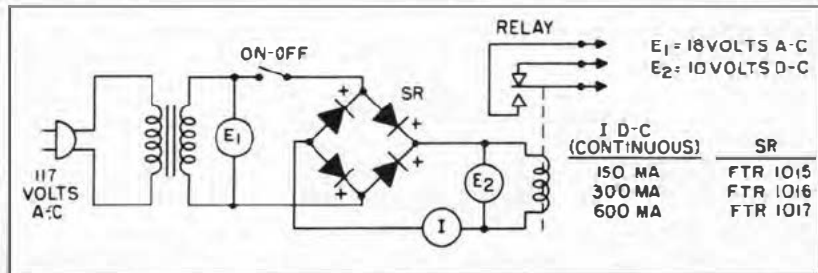 RELAY
ON-OFF
E₁ = 18 VOLTS A-C
E₂ = 10 VOLTS D-C
+
SR
+
E₁
+
+
E₂
I
117
VOLTS
A-C
I D-C
(CONTINUOUS) SR
150 MA FTR 1015
300 MA FTR 1016
600 MA FTR 1017